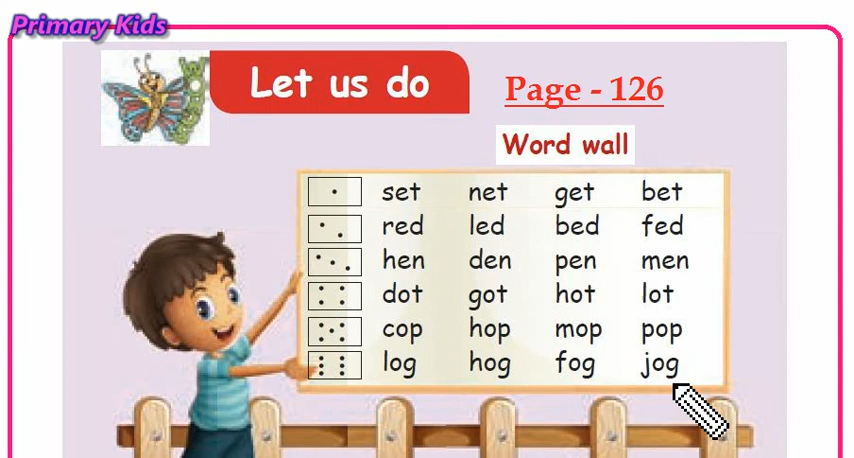 Primary Kids
Let us do
Page - 126
Word wall
set net get bet
red led bed fed
hen den pen men
dot got hot lot
cop hop mop pop
log hog fog jog